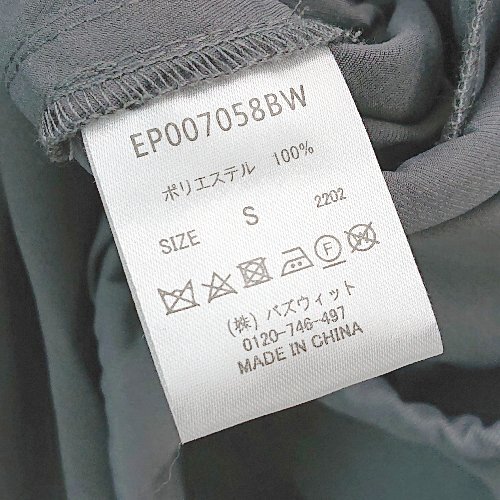 EP007058BW
ポリエステル 100%
SIZE S 2202
F W
(株) バズウィット
0120-746-497
MADE IN CHINA